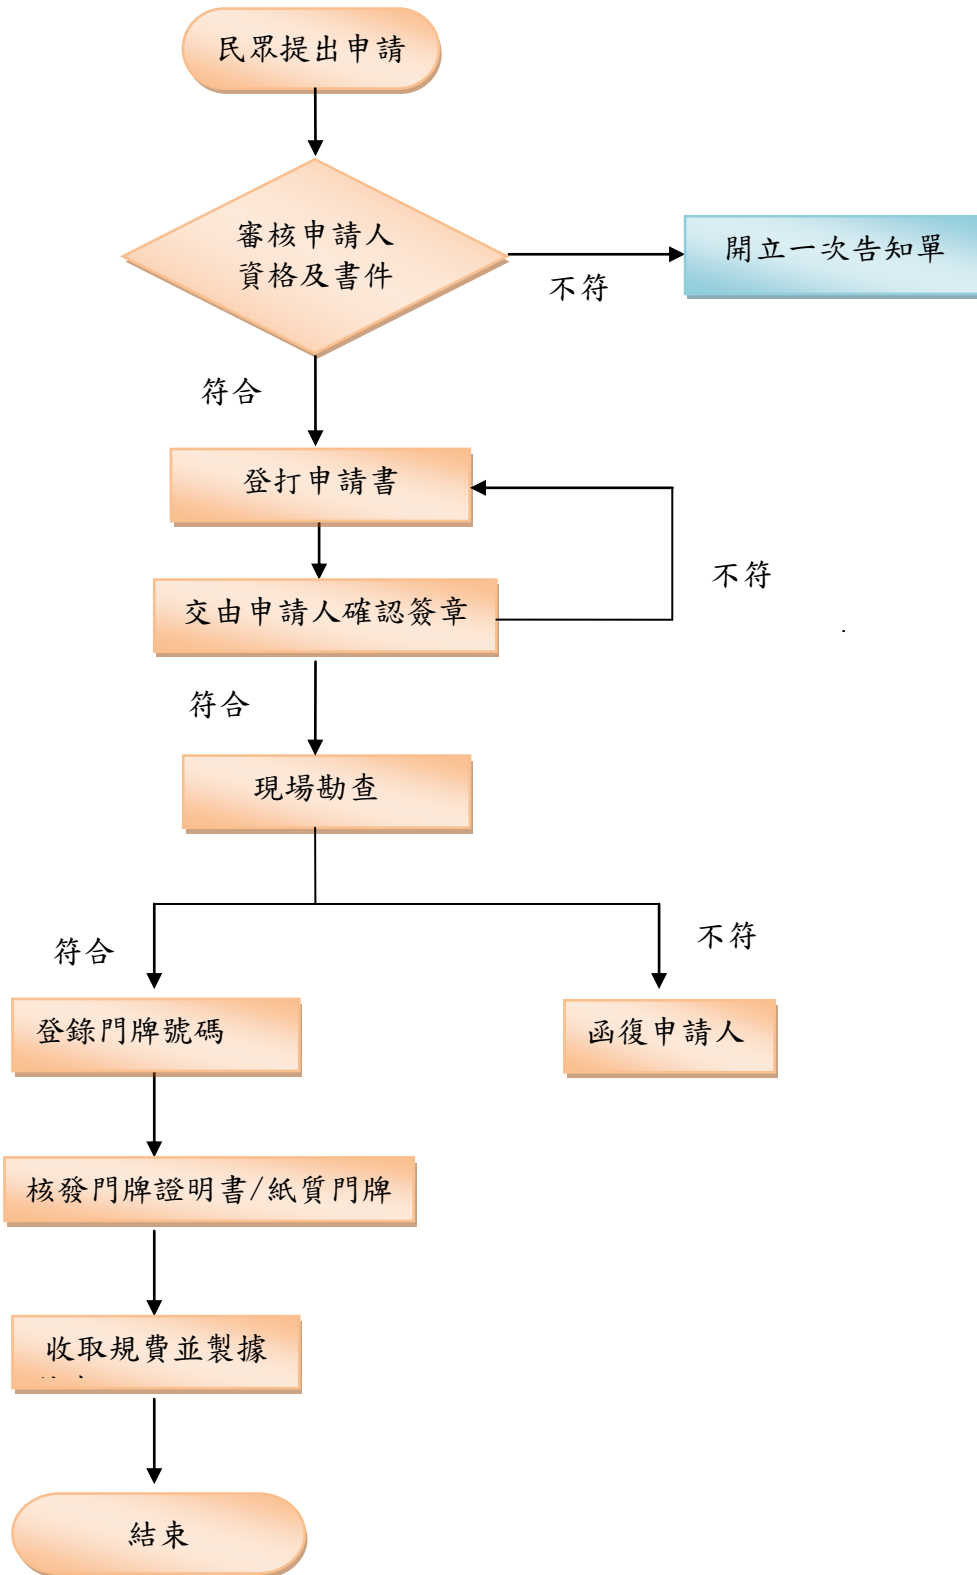 民眾提出申請
審核申請人
資格及書件
不符
開立一次告知單
符合
登打申請書
不符
交由申請人確認簽章
符合
現場勘查
符合
不符
登錄門牌號碼
函復申請人
核發門牌證明書/紙質門牌
收取規費並製據
結束